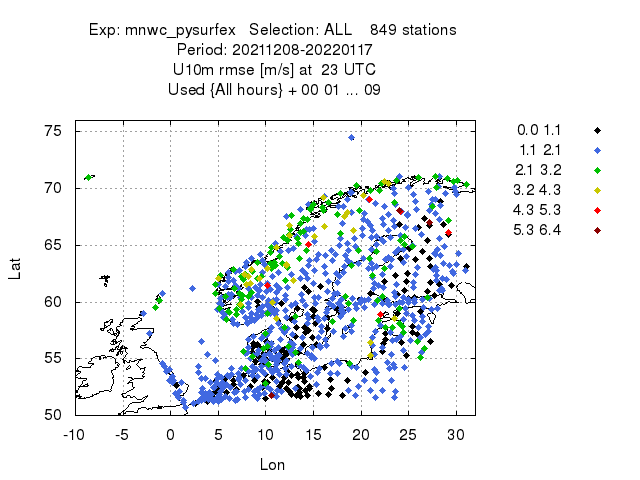 Exp: mnwc_pysurfex   Selection: ALL    849 stations
Period: 20211208-20220117
U10m rmse [m/s] at  23 UTC
Used {All hours} + 00 01 ... 09
0.0 1.1
1.1 2.1
2.1 3.2
3.2 4.3
4.3 5.3
5.3 6.4
75
70
65
60
55
50
Lat
-10 -5 0 5 10 15 20 25 30
Lon